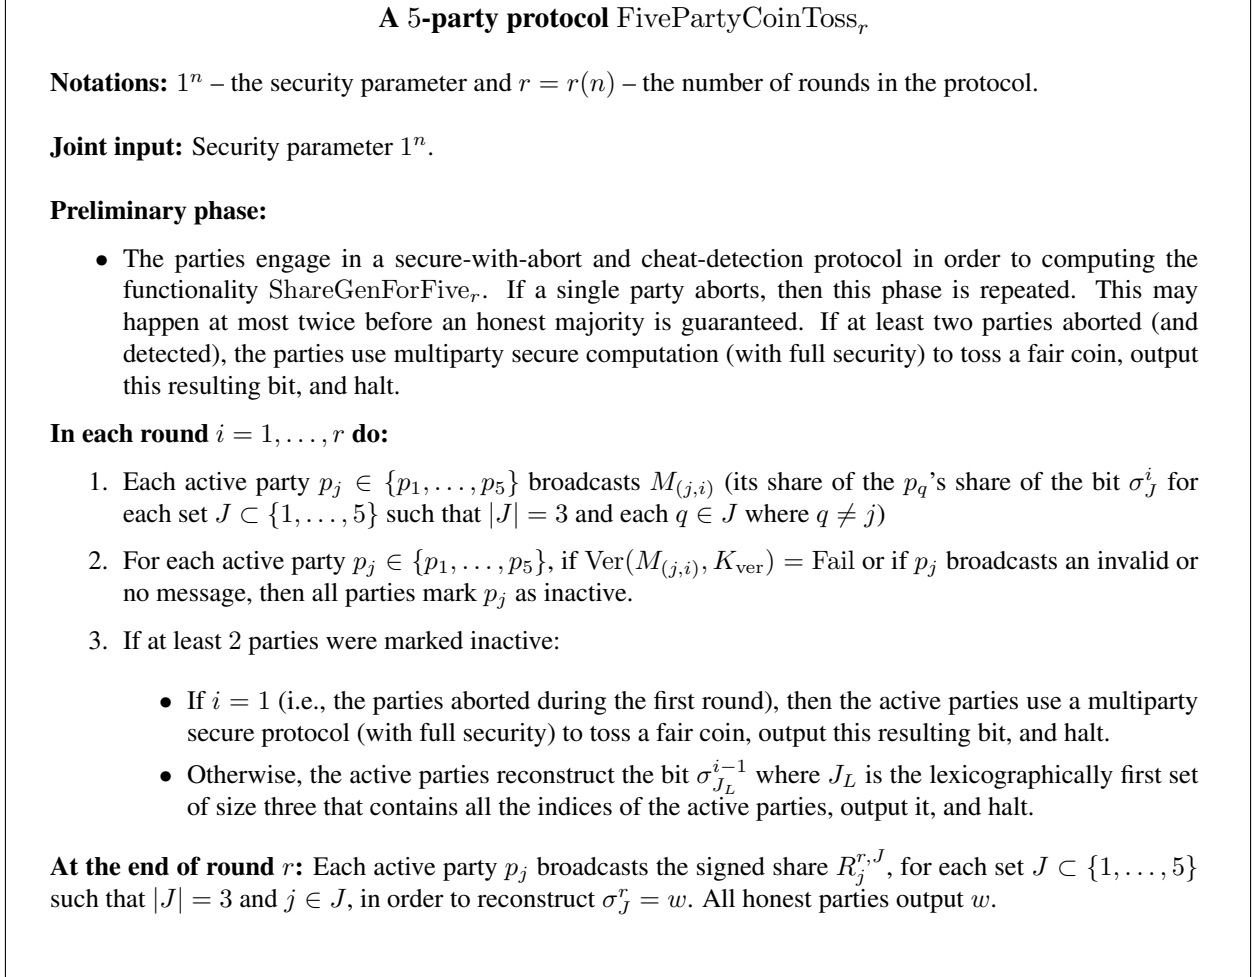 A 5-party protocol FivePartyCoinToss_r
Notations: 1^n – the security parameter and r = r(n) – the number of rounds in the protocol.
Joint input: Security parameter 1^n.
Preliminary phase:
• The parties engage in a secure-with-abort and cheat-detection protocol in order to computing the
functionality ShareGenForFive_r. If a single party aborts, then this phase is repeated. This may
happen at most twice before an honest majority is guaranteed. If at least two parties aborted (and
detected), the parties use multiparty secure computation (with full security) to toss a fair coin, output
this resulting bit, and halt.
In each round i = 1, . . . , r do:
1. Each active party p_j ∈ {p_1, . . . , p_5} broadcasts M_(j,i) (its share of the p_q's share of the bit σ_J^i for
each set J ⊂ {1, . . . , 5} such that |J| = 3 and each q ∈ J where q ≠ j)
2. For each active party p_j ∈ {p_1, . . . , p_5}, if Ver(M_(j,i), K_ver) = Fail or if p_j broadcasts an invalid or
no message, then all parties mark p_j as inactive.
3. If at least 2 parties were marked inactive:
• If i = 1 (i.e., the parties aborted during the first round), then the active parties use a multiparty
secure protocol (with full security) to toss a fair coin, output this resulting bit, and halt.
• Otherwise, the active parties reconstruct the bit σ_{J_L}^{i−1} where J_L is the lexicographically first set
of size three that contains all the indices of the active parties, output it, and halt.
At the end of round r: Each active party p_j broadcasts the signed share R_j^{r,J}, for each set J ⊂ {1, . . . , 5}
such that |J| = 3 and j ∈ J, in order to reconstruct σ_J^r = w. All honest parties output w.